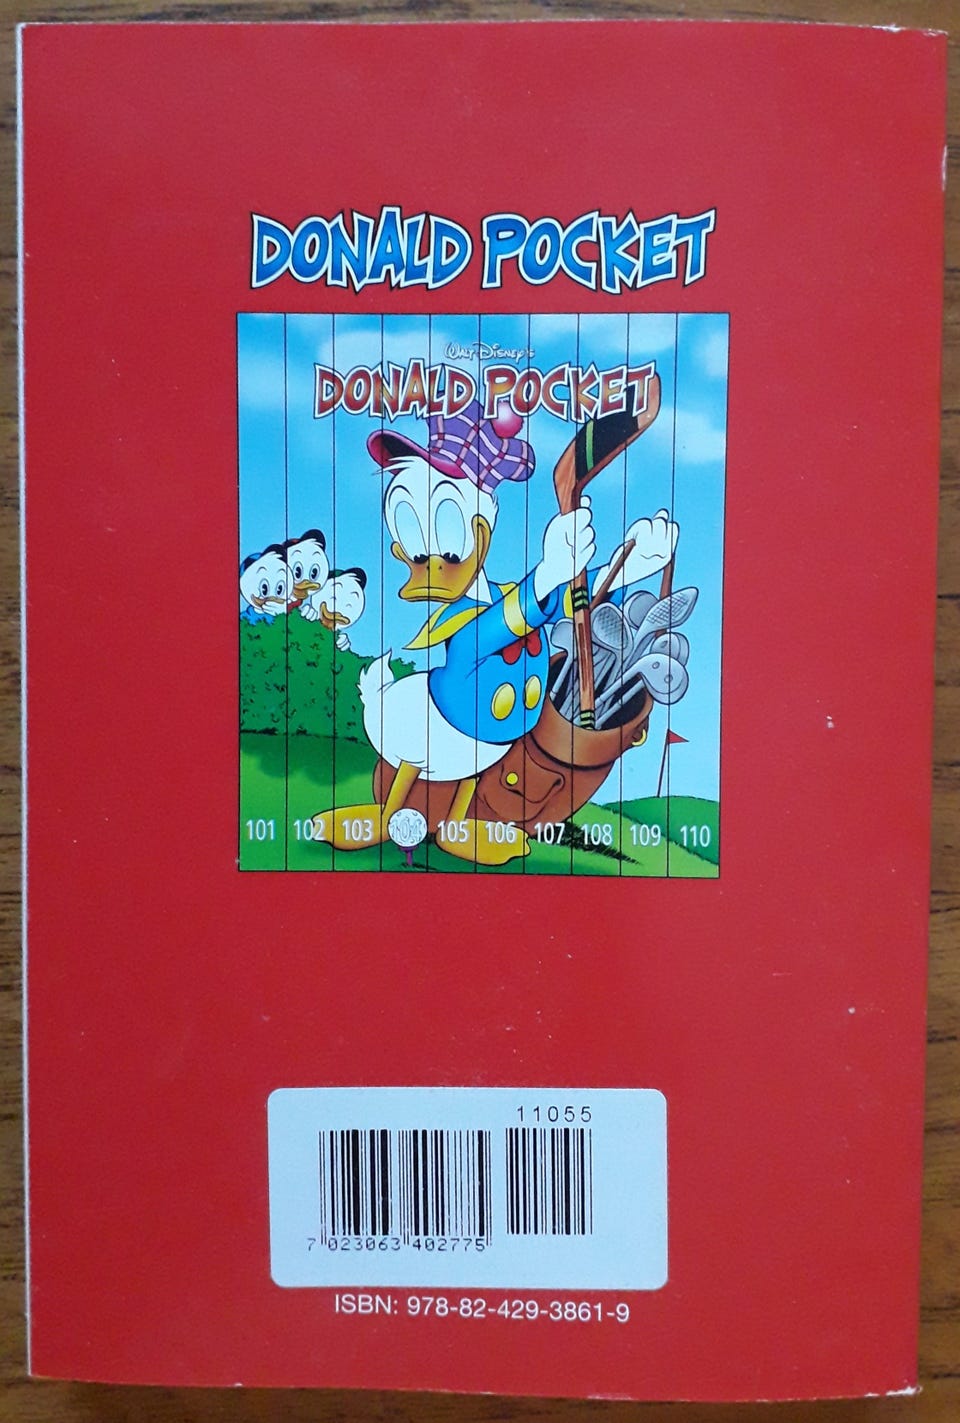 DONALD POCKET
WALT DISNEY'S
DONALD POCKET
101 102 103 104 105 106 107 108 109 110
11055
7 023063 402775
ISBN: 978-82-429-3861-9